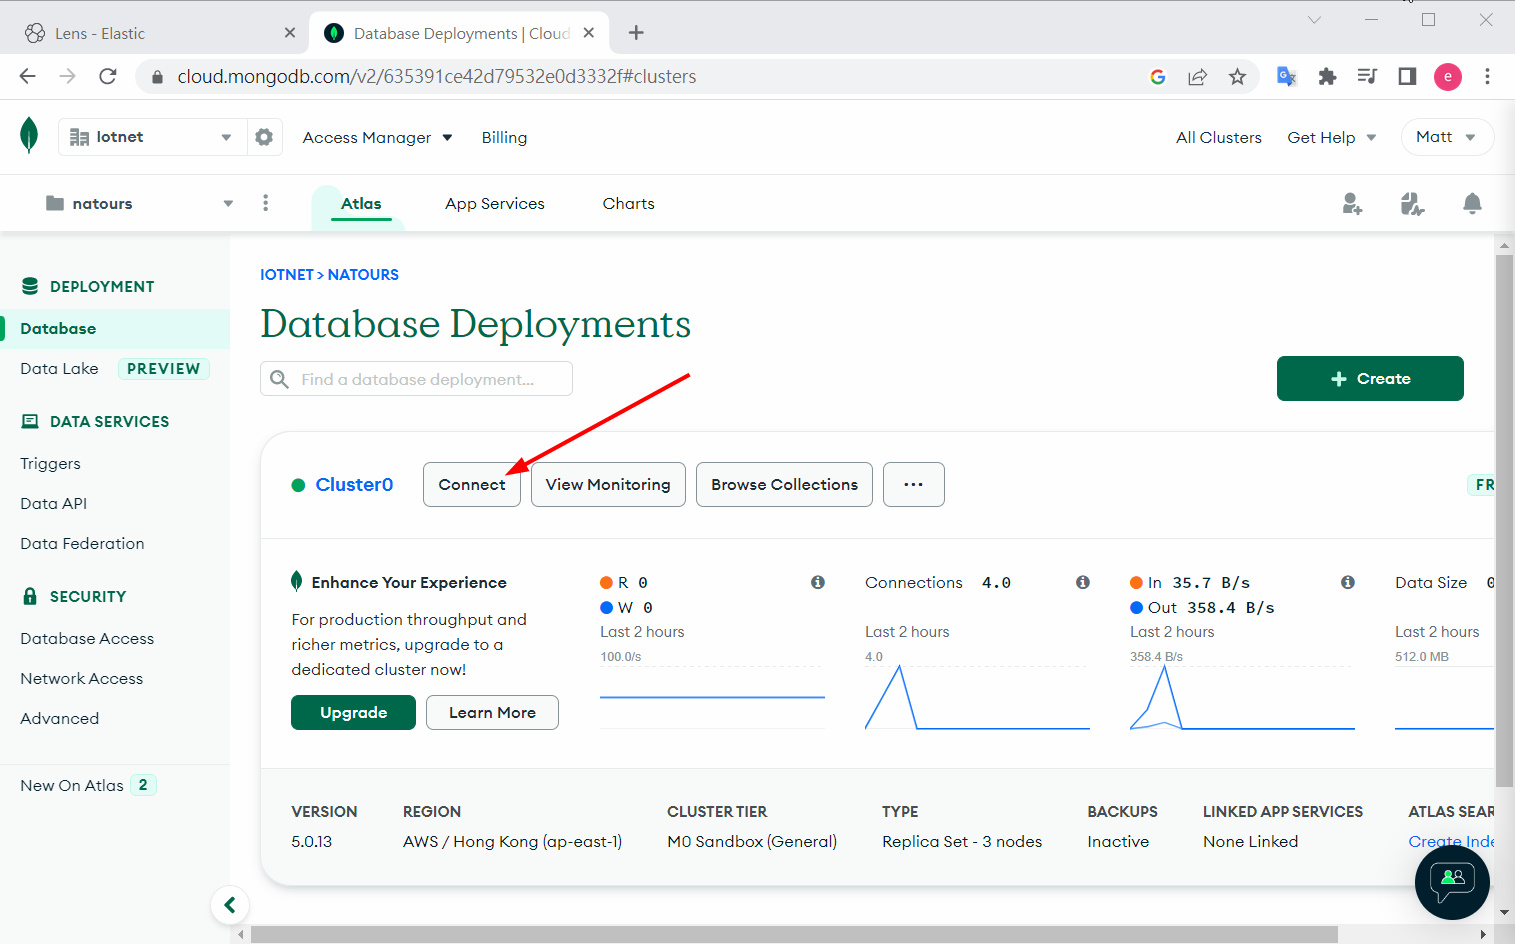 Lens - Elastic
Database Deployments | Cloud
cloud.mongodb.com/v2/635391ce42d79532e0d3332f#clusters
e
Iotnet
Access Manager
Billing
All Clusters
Get Help
Matt
natours
Atlas
App Services
Charts
DEPLOYMENT
Database
Data Lake PREVIEW
DATA SERVICES
Triggers
Data API
Data Federation
SECURITY
Database Access
Network Access
Advanced
New On Atlas 2
IOTNET > NATOURS
Database Deployments
Find a database deployment...
+ Create
Cluster0
Connect
View Monitoring
Browse Collections
...
FR
Enhance Your Experience
For production throughput and
richer metrics, upgrade to a
dedicated cluster now!
Upgrade
Learn More
R 0
W 0
Last 2 hours
100.0/s
Connections 4.0
Last 2 hours
4.0
In 35.7 B/s
Out 358.4 B/s
Last 2 hours
358.4 B/s
Data Size 0
Last 2 hours
512.0 MB
VERSION
5.0.13
REGION
AWS / Hong Kong (ap-east-1)
CLUSTER TIER
M0 Sandbox (General)
TYPE
Replica Set - 3 nodes
BACKUPS
Inactive
LINKED APP SERVICES
None Linked
ATLAS SEAR
Create Inde